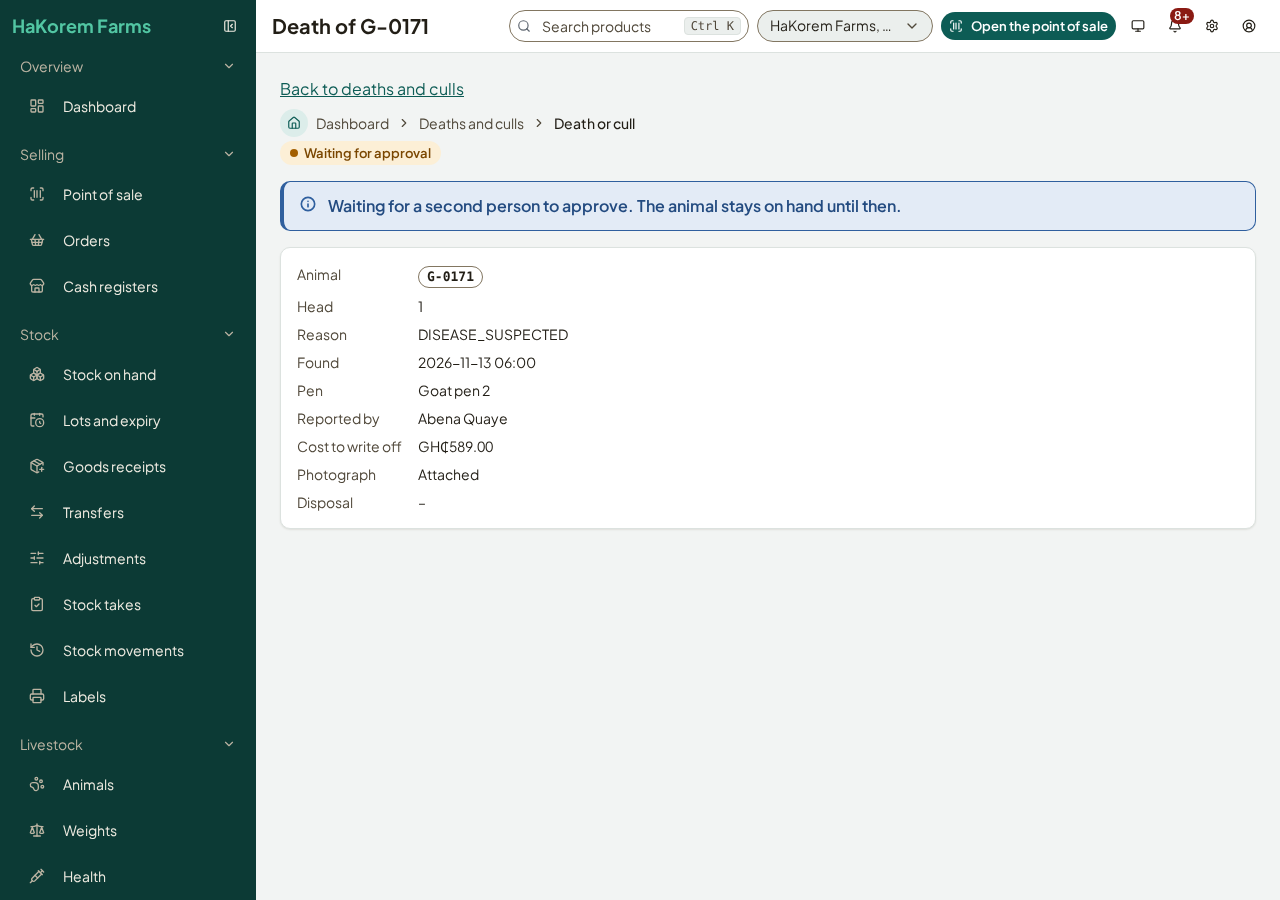 HaKorem Farms
Overview
Dashboard
Selling
Point of sale
Orders
Cash registers
Stock
Stock on hand
Lots and expiry
Goods receipts
Transfers
Adjustments
Stock takes
Stock movements
Labels
Livestock
Animals
Weights
Health
Death of G-0171
Search products
Ctrl K
HaKorem Farms, ...
Open the point of sale
8+
Back to deaths and culls
Dashboard > Deaths and culls > Death or cull
Waiting for approval
Waiting for a second person to approve. The animal stays on hand until then.
Animal G-0171
Head 1
Reason DISEASE_SUSPECTED
Found 2026-11-13 06:00
Pen Goat pen 2
Reported by Abena Quaye
Cost to write off GH₵589.00
Photograph Attached
Disposal –